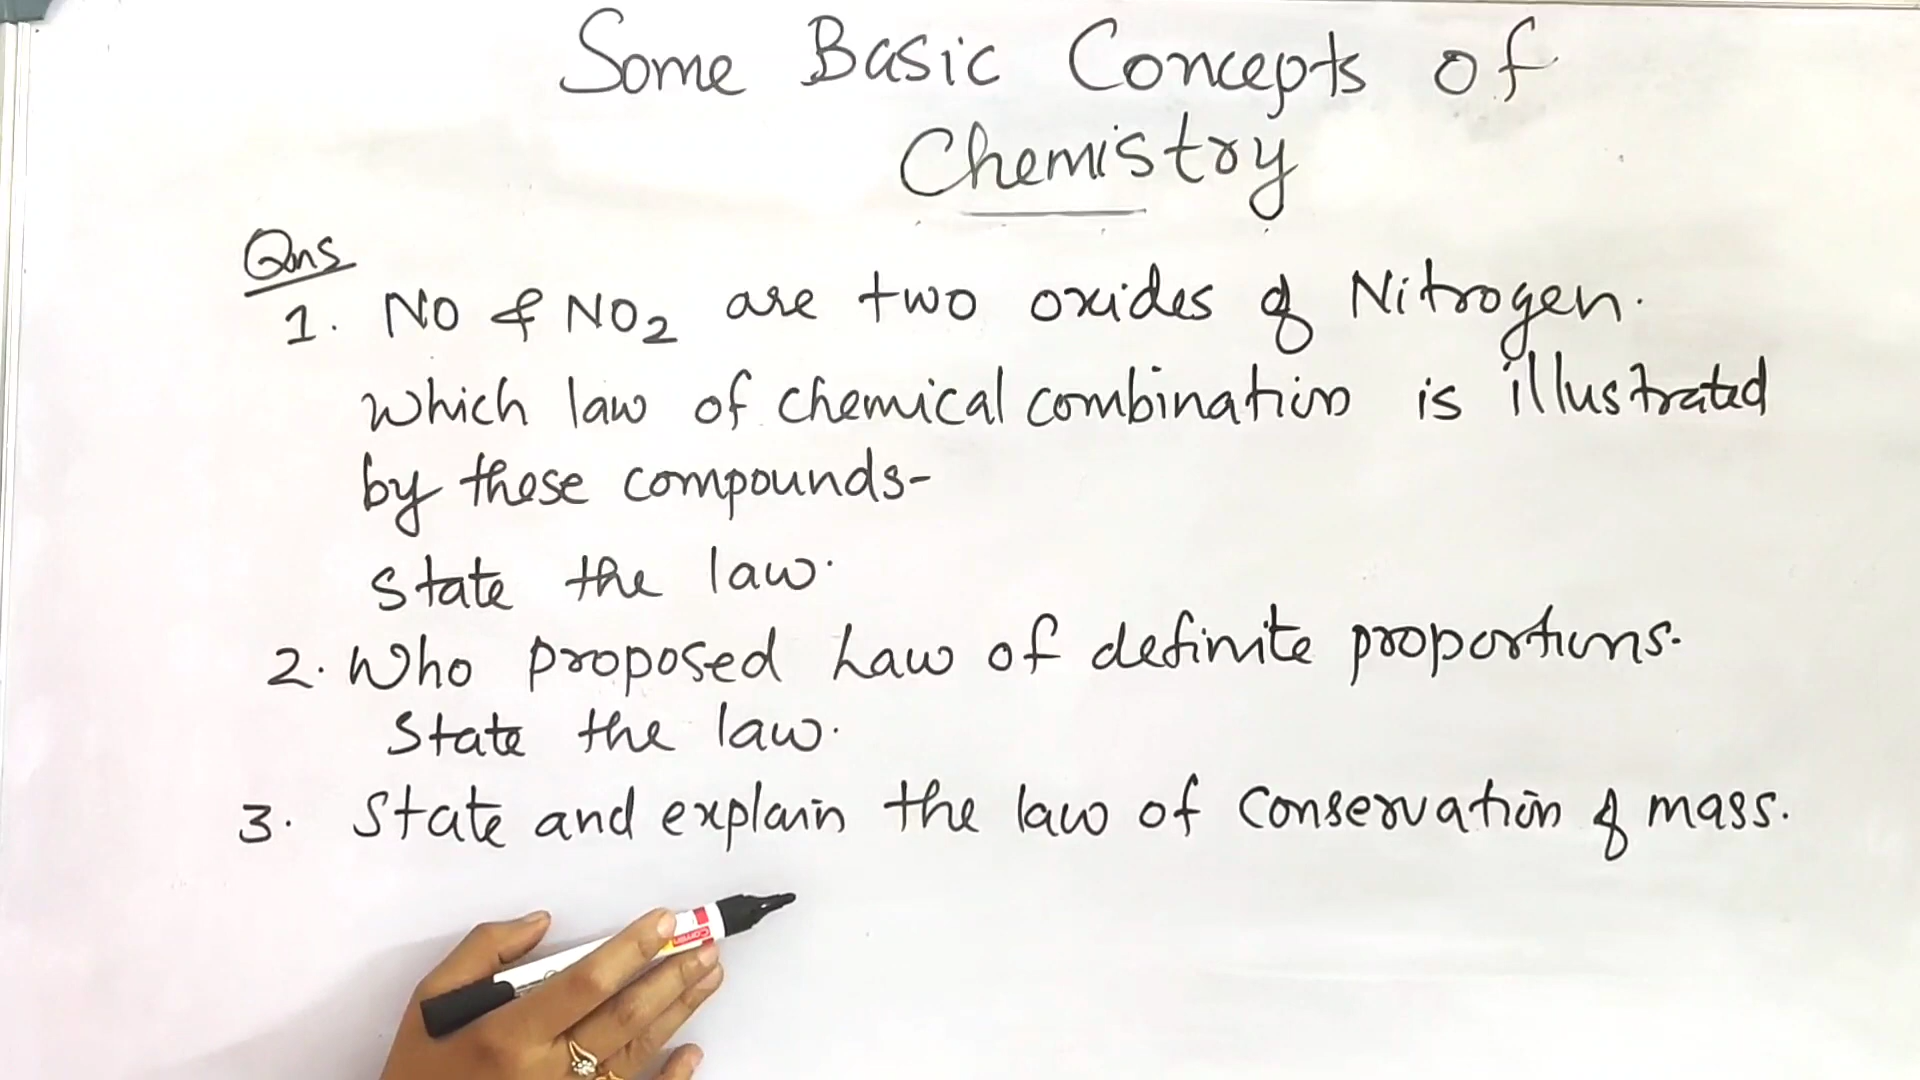 Some Basic Concepts of
Chemistry
Qns
1. NO & NO₂ are two oxides of Nitrogen.
Which law of chemical combination is illustrated
by these compounds-
State the law.
2. Who proposed Law of definite proportions.
State the law.
3. State and explain the law of conservation of mass.
Camlin